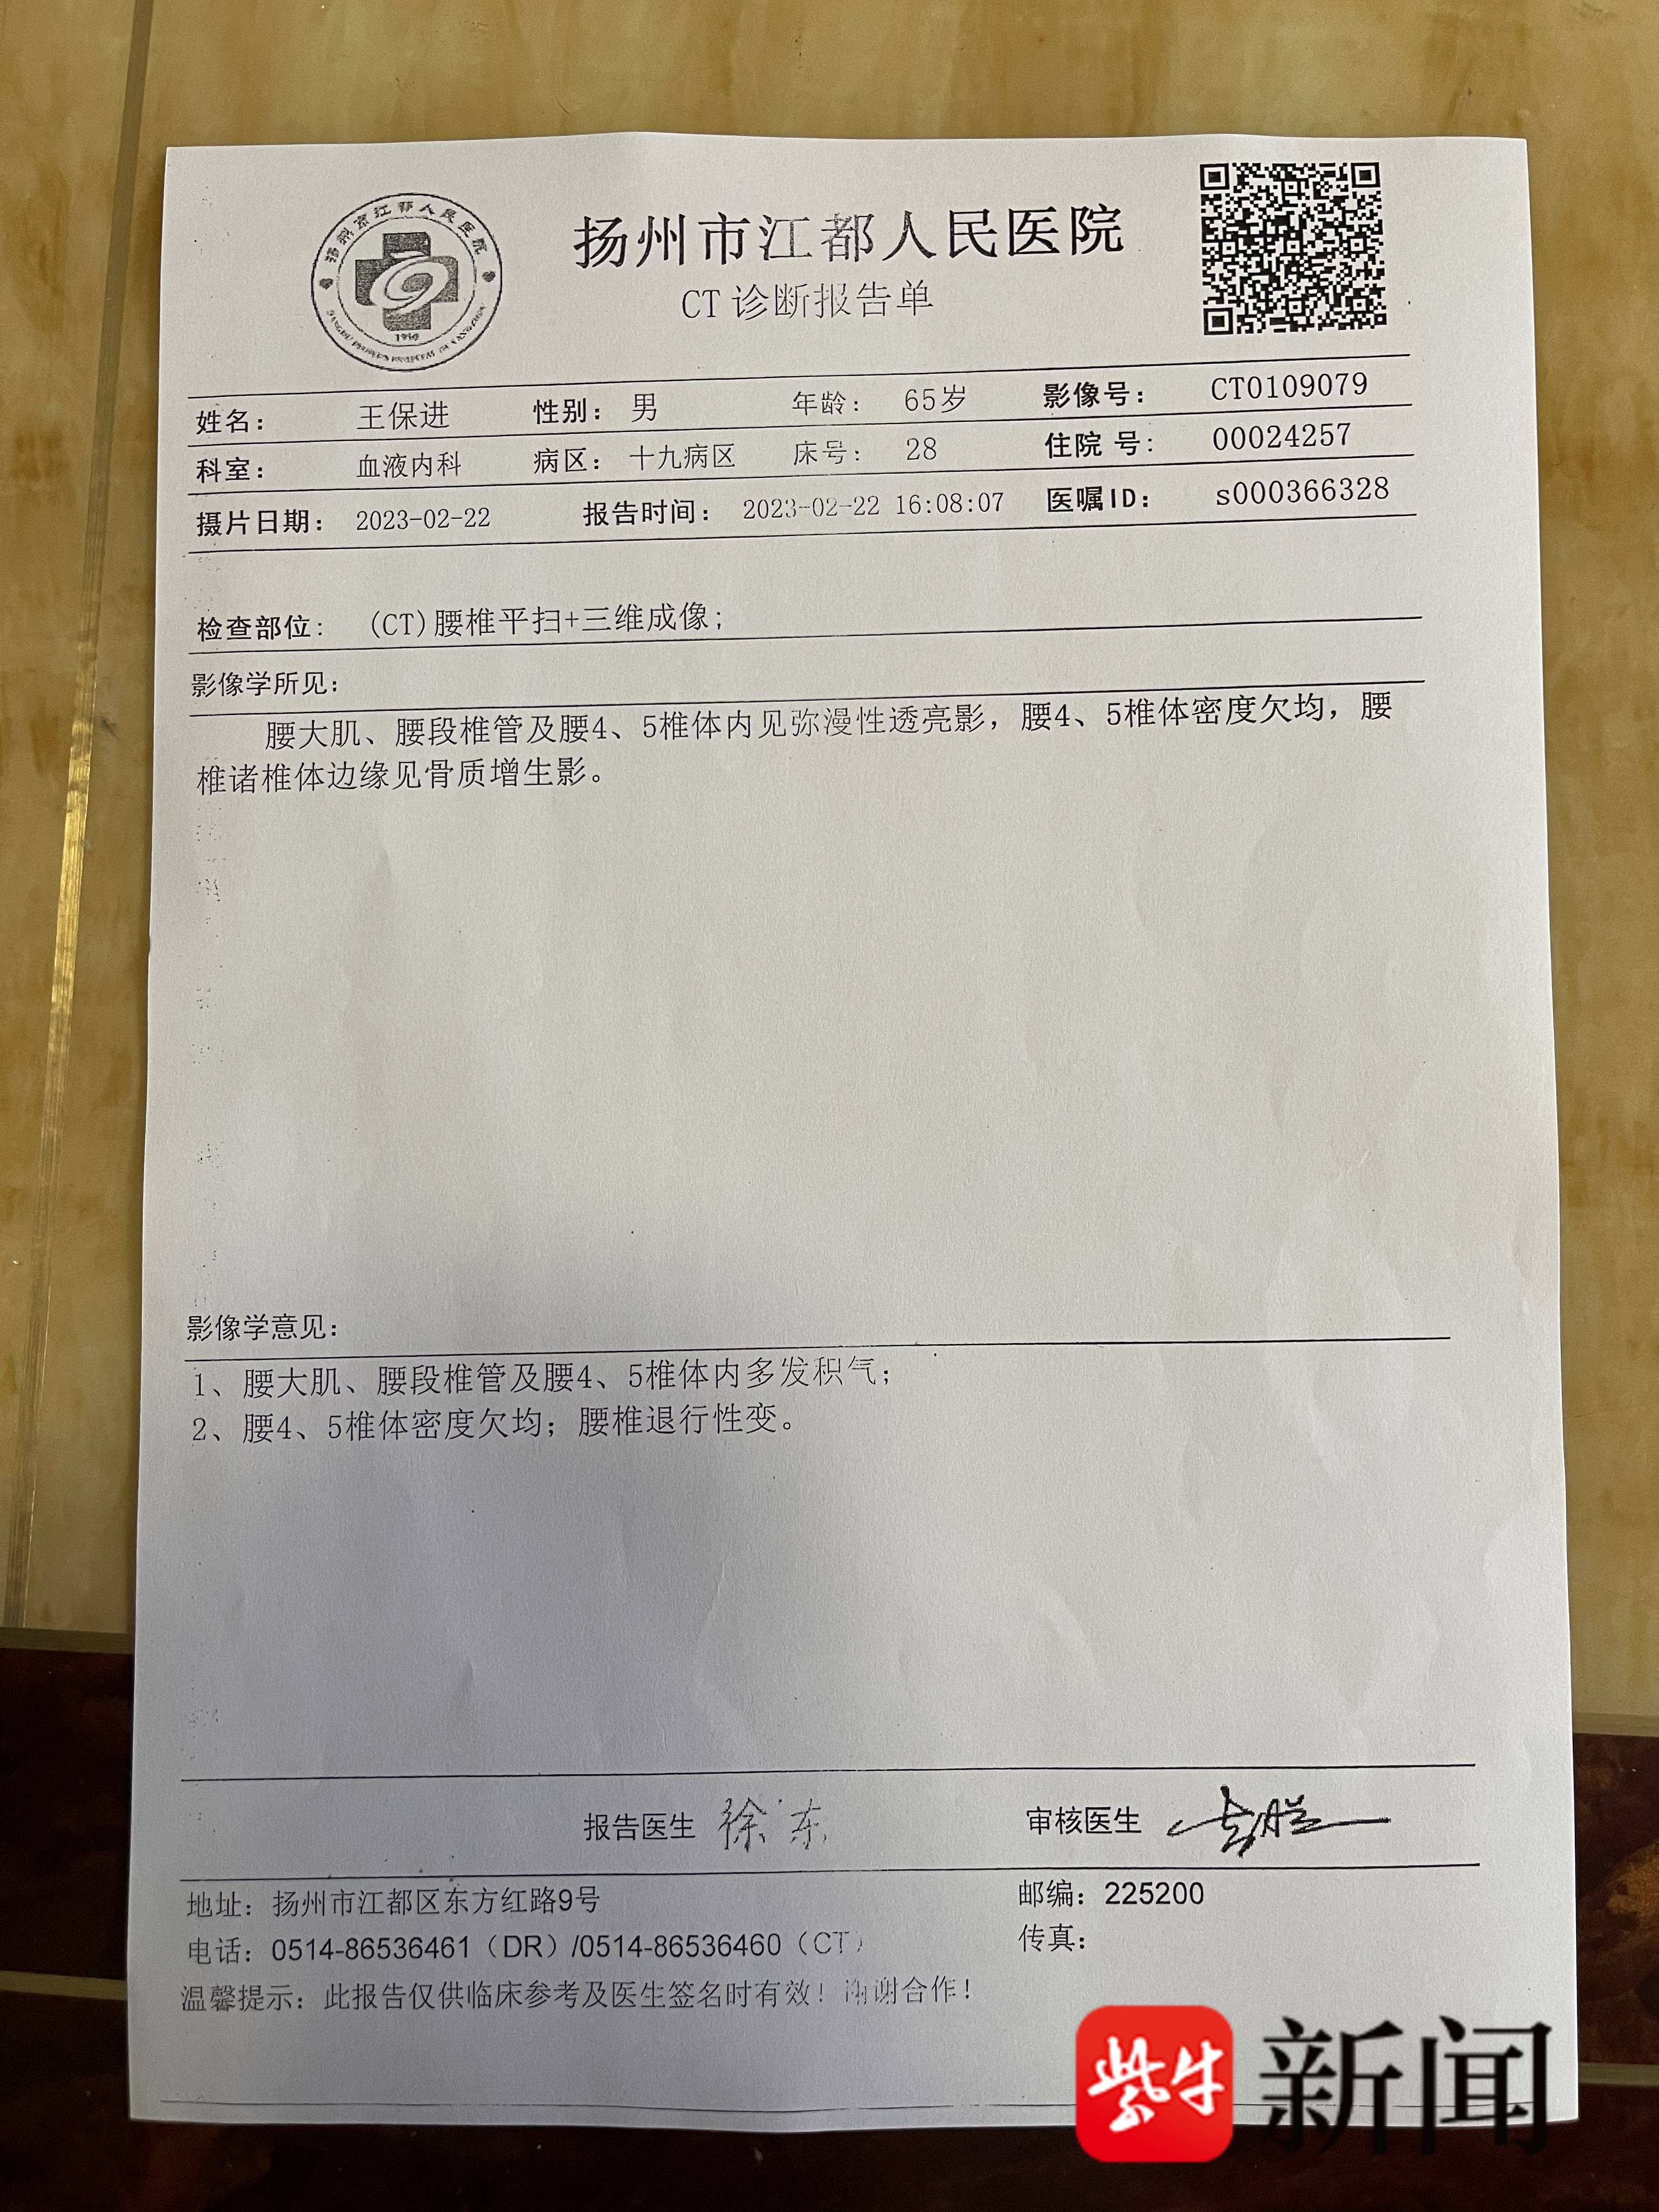 扬州市江都人民医院
1950
扬州市江都人民医院
CT 诊断报告单
姓名： 王保进 性别： 男 年龄： 65岁 影像号： CT0109079
科室： 血液内科 病区： 十九病区 床号： 28 住院 号： 00024257
摄片日期： 2023-02-22 报告时间： 2023-02-22 16:08:07 医嘱ID： s000366328
检查部位： (CT)腰椎平扫+三维成像；
影像学所见：
腰大肌、腰段椎管及腰4、5椎体内见弥漫性透亮影，腰4、5椎体密度欠均，腰
椎诸椎体边缘见骨质增生影。
影像学意见：
1、腰大肌、腰段椎管及腰4、5椎体内多发积气；
2、腰4、5椎体密度欠均；腰椎退行性变。
报告医生 徐东 审核医生
地址：扬州市江都区东方红路9号 邮编：225200
电话：0514-86536461（DR）/0514-86536460（CT） 传真：
温馨提示：此报告仅供临床参考及医生签名时有效！谢谢合作！
紫牛 新闻